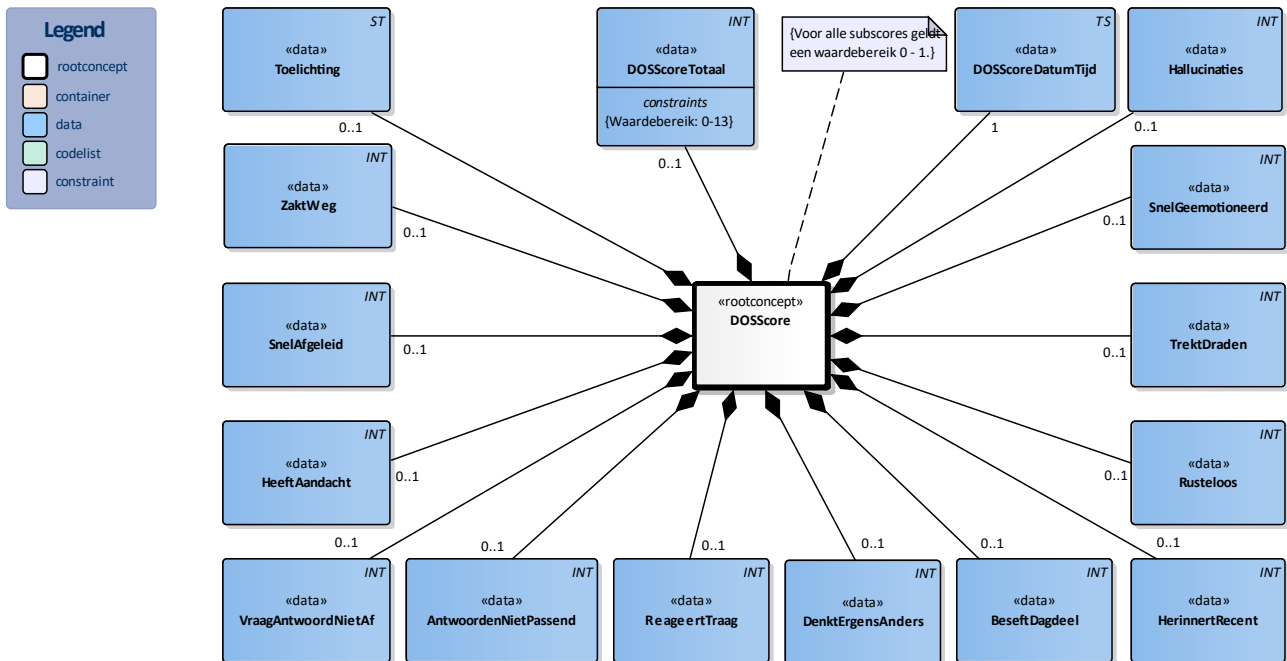 Legend
rootconcept
container
data
codelist
constraint
ST
«data»
Toelichting
0..1
INT
«data»
DOSScoreTotaal
constraints
{Waardebereik: 0-13}
0..1
{Voor alle subscores geldt
een waardebereik 0 - 1.}
TS
«data»
DOSScoreDatumTijd
1
INT
«data»
Hallucinaties
0..1
INT
«data»
ZaktWeg
0..1
INT
«data»
SnelGeemotioneerd
0..1
«rootconcept»
DOSScore
INT
«data»
SnelAfgeleid
0..1
INT
«data»
TrektDraden
0..1
INT
«data»
HeeftAandacht
0..1
INT
«data»
Rusteloos
0..1
INT
«data»
VraagAntwoordNietAf
0..1
INT
«data»
AntwoordenNietPassend
0..1
INT
«data»
ReageertTraag
0..1
INT
«data»
DenktErgensAnders
0..1
INT
«data»
BeseftDagdeel
0..1
INT
«data»
HerinnertRecent
0..1